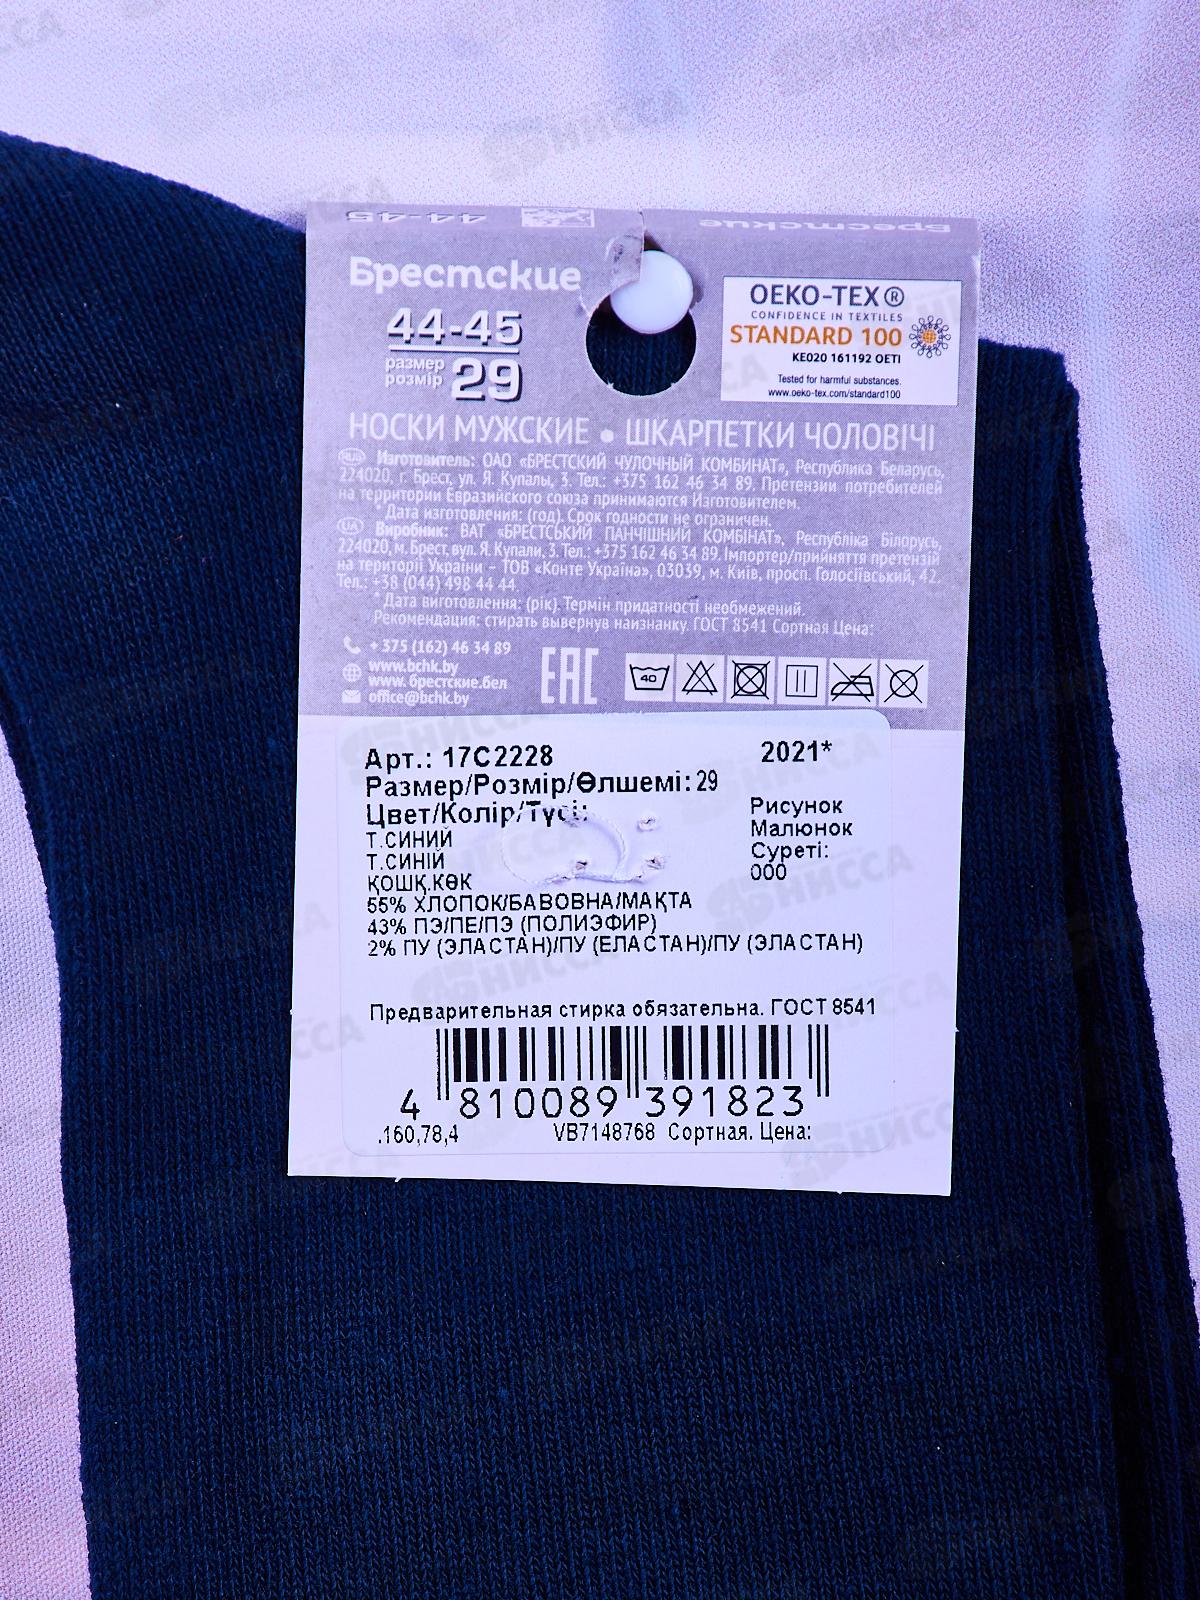 Брестские
44-45
размер
розмір 29
OEKO-TEX®
CONFIDENCE IN TEXTILES
STANDARD 100
KE020 161192 OETI
Tested for harmful substances.
www.oeko-tex.com/standard100
НОСКИ МУЖСКИЕ • ШКАРПЕТКИ ЧОЛОВІЧІ
RUS Изготовитель: ОАО «БРЕСТСКИЙ ЧУЛОЧНЫЙ КОМБИНАТ», Республика Беларусь,
224020, г. Брест, ул. Я. Купалы, 3. Тел.: +375 162 46 34 89. Претензии потребителей
на территории Евразийского союза принимаются Изготовителем.
*Дата изготовления: (год). Срок годности не ограничен.
UA Виробник: ВАТ «БРЕСТСЬКИЙ ПАНЧІШНИЙ КОМБІНАТ», Республіка Білорусь,
224020, м. Брест, вул. Я. Купали, 3. Тел.: +375 162 46 34 89. Імпортер/прийняття претензій
на території України – ТОВ «Конте Україна», 03039, м. Київ, просп. Голосіївський, 42.
Тел.: +38 (044) 498 44 44.
*Дата виготовлення: (рік). Термін придатності необмежений.
Рекомендация: стирать вывернув наизнанку. ГОСТ 8541 Сортная Цена:
+375 (162) 46 34 89
www.bchk.by
www.брестские.бел
office@bchk.by
EAC
40
Арт.: 17С2228
2021*
Размер/Розмір/Өлшемі: 29
Цвет/Колір/Түсі:
Т.СИНИЙ
Т.СИНІЙ
ҚОШҚ.КӨК
Рисунок
Малюнок
Суреті:
000
55% ХЛОПОК/БАВОВНА/МАҚТА
43% ПЭ/ПЕ/ПЭ (ПОЛИЭФИР)
2% ПУ (ЭЛАСТАН)/ПУ (ЕЛАСТАН)/ПУ (ЭЛАСТАН)
Предварительная стирка обязательна. ГОСТ 8541
4 810089 391823
.160,78,4
VB7148768 Сортная. Цена: